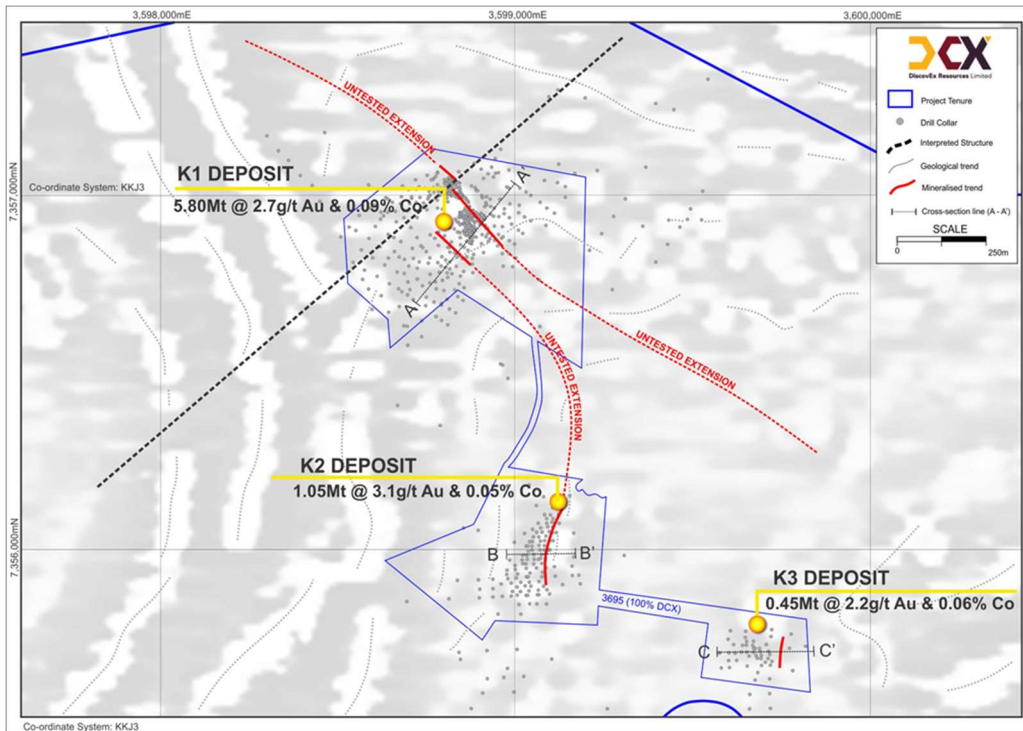 3,598,000mE
3,599,000mE
3,600,000mE
DCX
DiscovEx Resources Limited
Project Tenure
Drill Collar
Interpreted Structure
Geological trend
Mineralised trend
Cross-section line (A - A')
SCALE
0
250m
UNTESTED EXTENSION
K1 DEPOSIT
Co-ordinate System: KKJ3
7,357,000mN
5.80Mt @ 2.7g/t Au & 0.09% Co
A'
A
UNTESTED EXTENSION
UNTESTED EXTENSION
K2 DEPOSIT
1.05Mt @ 3.1g/t Au & 0.05% Co
7,356,000mN
B
B'
K3 DEPOSIT
3695 (100% DCX)
0.45Mt @ 2.2g/t Au & 0.06% Co
C
C'
Co-ordinate System: KKJ3